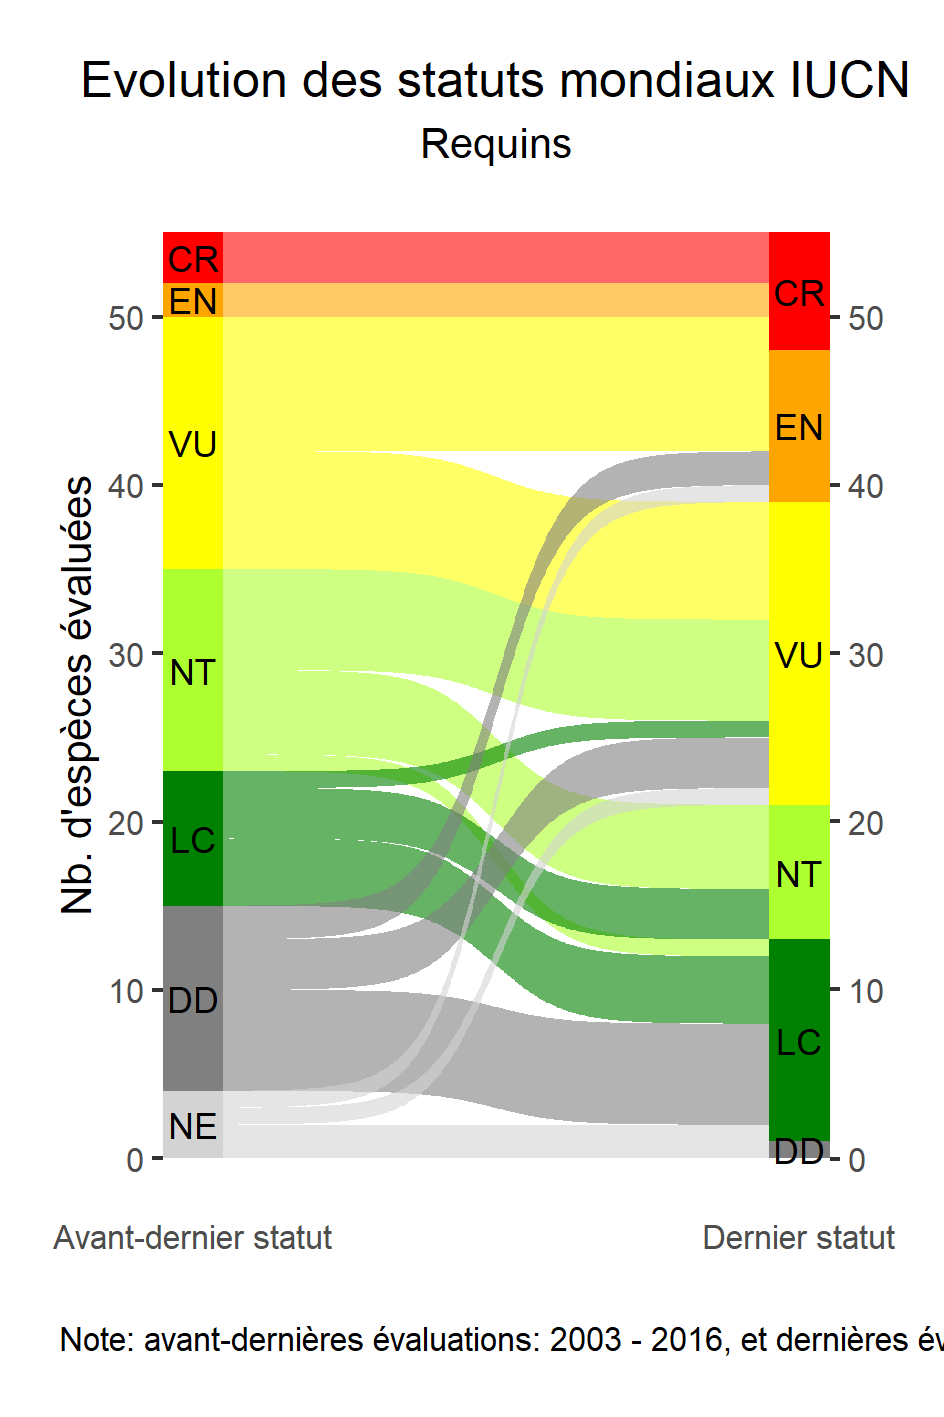 Evolution des statuts mondiaux IUCN
Requins
Nb. d'espèces évaluées
50
40
30
20
10
0
CR
EN
VU
NT
LC
DD
NE
CR
EN
VU
NT
LC
DD
50
40
30
20
10
0
Avant-dernier statut
Dernier statut
Note: avant-dernières évaluations: 2003 - 2016, et dernières év